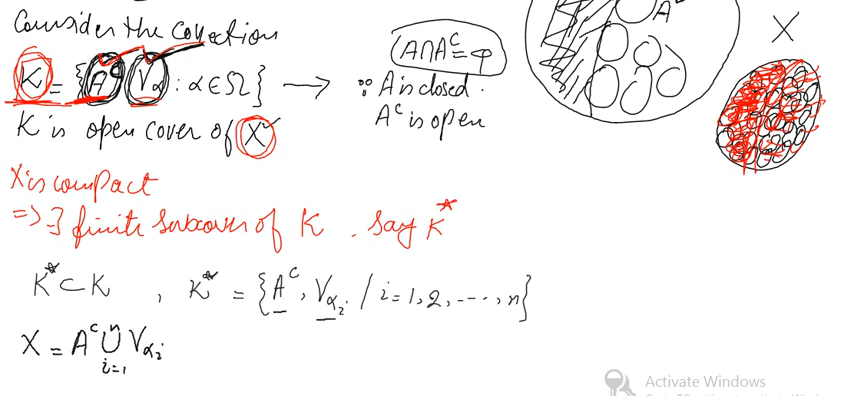 Consider the collection
K = {A^c, V_α : α ∈ Ω} →
A∩A^c = φ
∵ A is closed.
A^c is open
A^c
X
K is open cover of X
X is compact
=> ∃ finite subcover of K . say K*
K* ⊂ K , K* = {A^c, V_αi / i = 1, 2, ----, n}
X = A^c ⋃_{i=1}^{n} V_αi
Activate Windows